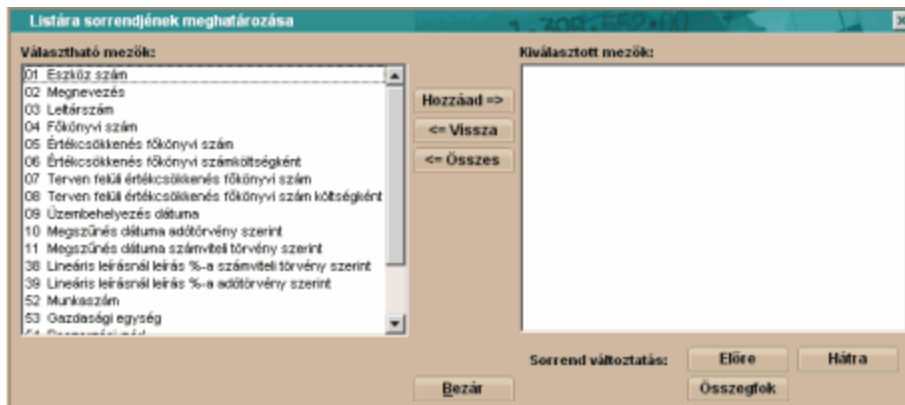 Listára sorrendjének meghatározása
1.309.552,00
Választható mezők:
01 Eszköz szám
02 Megnevezés
03 Leltárszám
04 Főkönyvi szám
05 Értékcsökkenés főkönyvi szám
06 Értékcsökkenés főkönyvi számköltségként
07 Terven felüli értékcsökkenés főkönyvi szám
08 Terven felüli értékcsökkenés főkönyvi szám költségként
09 Üzembehelyezés dátuma
10 Megszűnés dátuma adótörvény szerint
11 Megszűnés dátuma számviteli törvény szerint
38 Lineáris leírásnál leírás %-a számviteli törvény szerint
39 Lineáris leírásnál leírás %-a adótörvény szerint
52 Munkaszám
53 Gazdasági egység
Hozzáad =>
<= Vissza
<= Összes
Kiválasztott mezők:
Sorrend változtatás:
Előre
Hátra
Bezár
Összegfok